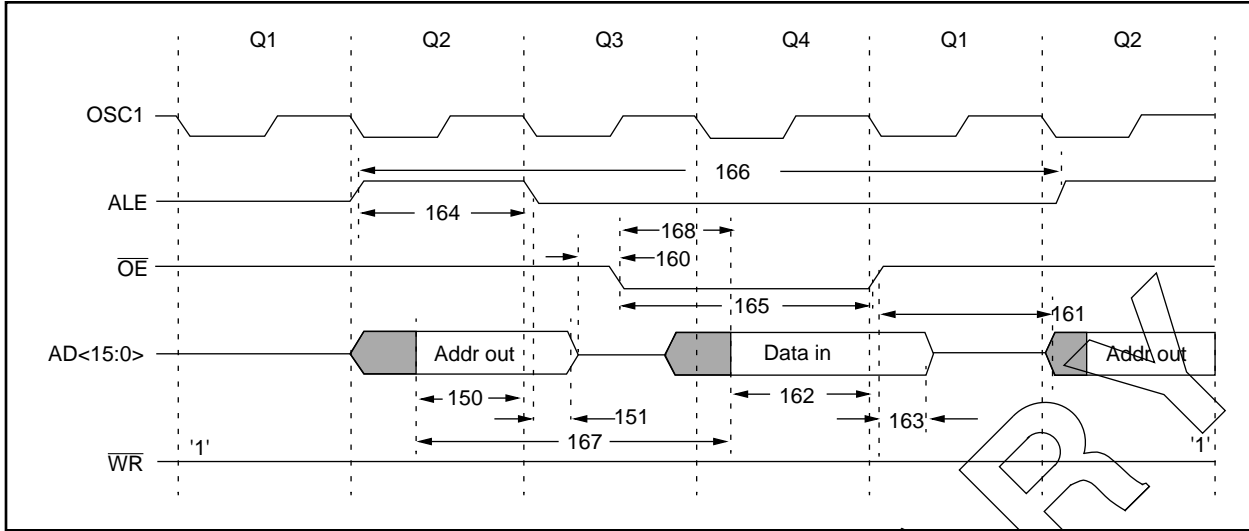 Q1 Q2 Q3 Q4 Q1 Q2
OSC1
166
ALE
164
168
160
OE
165
161
AD<15:0> Addr out Data in Addr out
150 162
151 163
167
'1' '1'
WR
R Y